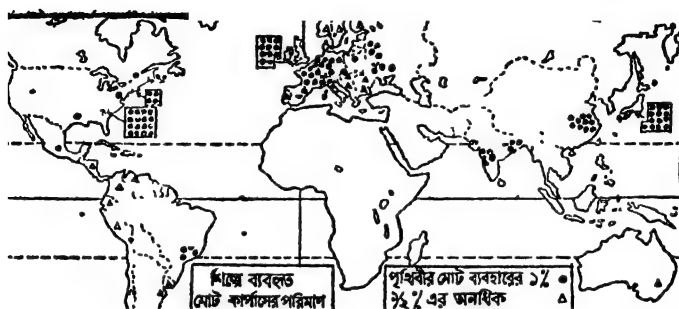 শিল্পে ব্যবহৃত
মোট কার্পাসের পরিমাণ
পৃথিবীর মোট ব্যবহারের ১%
½% এর অনধিক